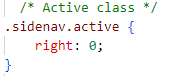 /* Active class */
.sidenav.active {
    right: 0;
}